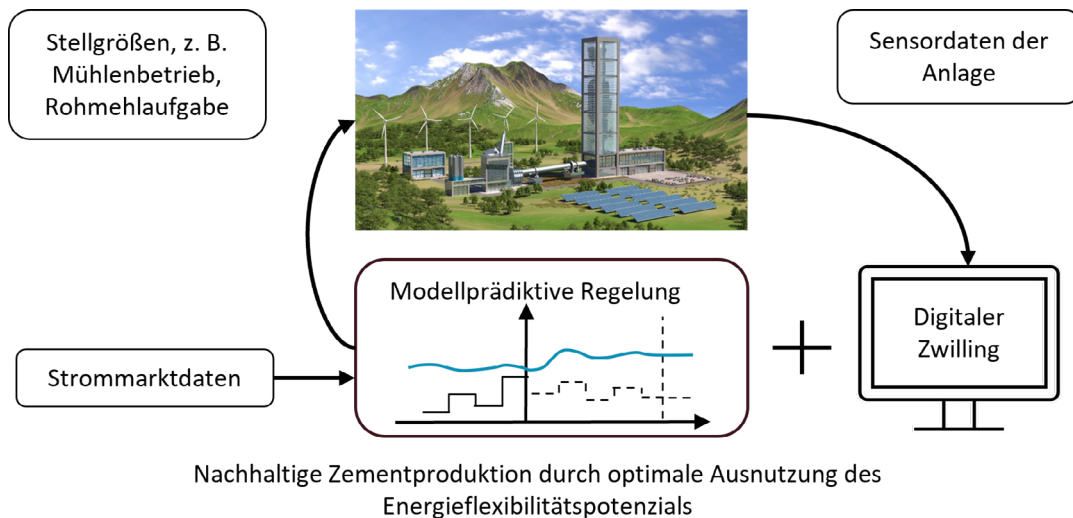 Stellgrößen, z. B.
Mühlenbetrieb,
Rohmehlaufgabe
Sensordaten der
Anlage
Modellprädiktive Regelung
Digitaler
Zwilling
Strommarktdaten
Nachhaltige Zementproduktion durch optimale Ausnutzung des
Energieflexibilitätspotenzials